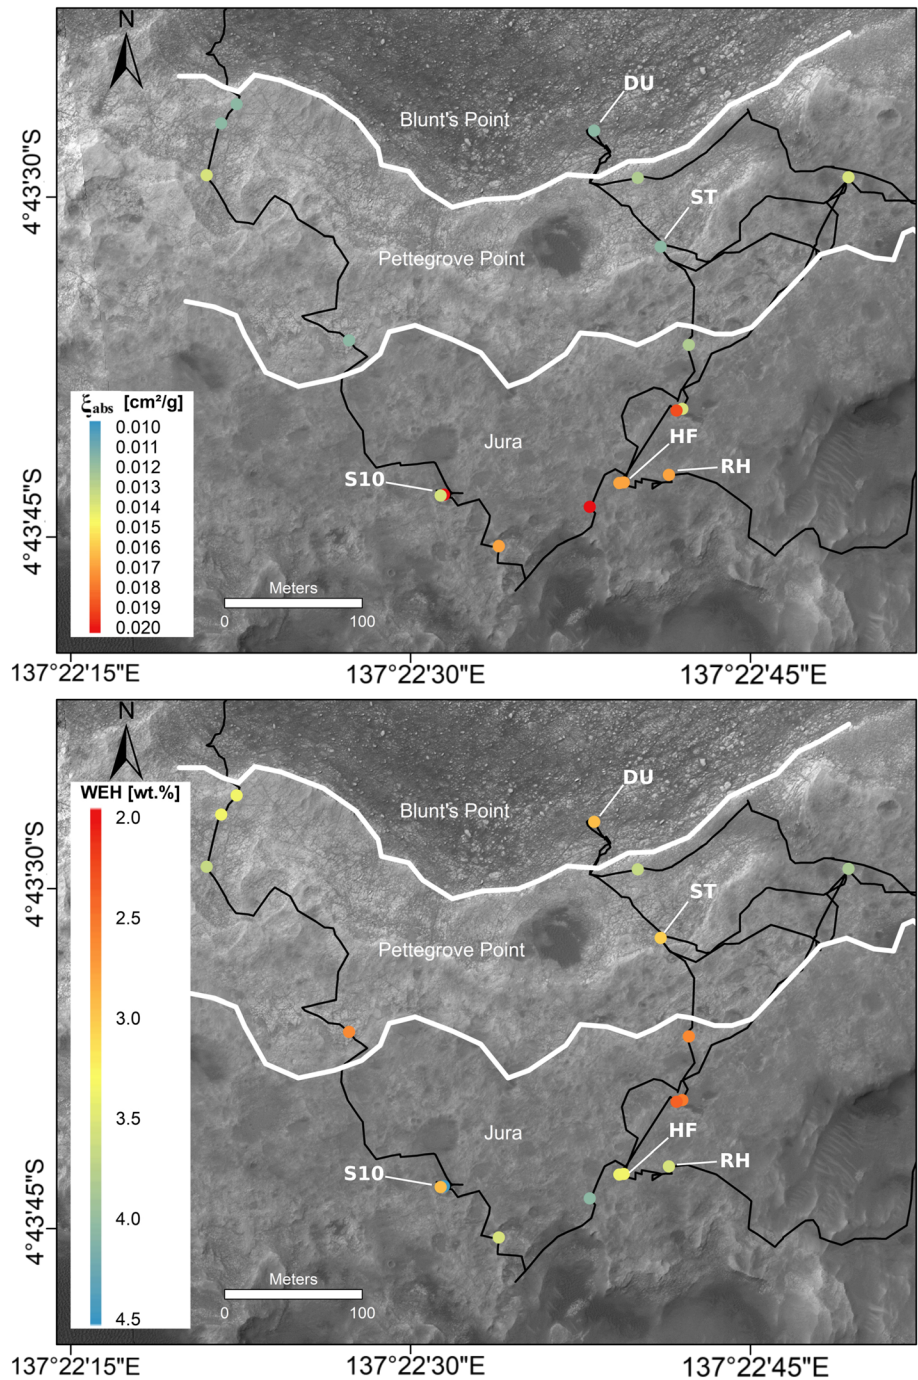 N
DU
Blunt's Point
4°43'30"S
ST
Pettegrove Point
ξabs [cm²/g]
0.010
0.011
0.012
0.013
0.014
0.015
0.016
0.017
0.018
0.019
0.020
Jura
HF
RH
S10
4°43'45"S
Meters
0 100
137°22'15"E 137°22'30"E 137°22'45"E
N
WEH [wt.%]
2.0
2.5
3.0
3.5
4.0
4.5
DU
Blunt's Point
4°43'30"S
ST
Pettegrove Point
Jura
HF
RH
S10
4°43'45"S
Meters
0 100
137°22'15"E 137°22'30"E 137°22'45"E